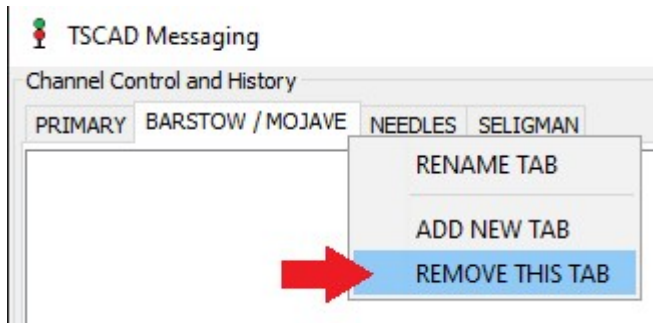 TSCAD Messaging
Channel Control and History
PRIMARY BARSTOW / MOJAVE NEEDLES SELIGMAN
RENAME TAB
ADD NEW TAB
REMOVE THIS TAB